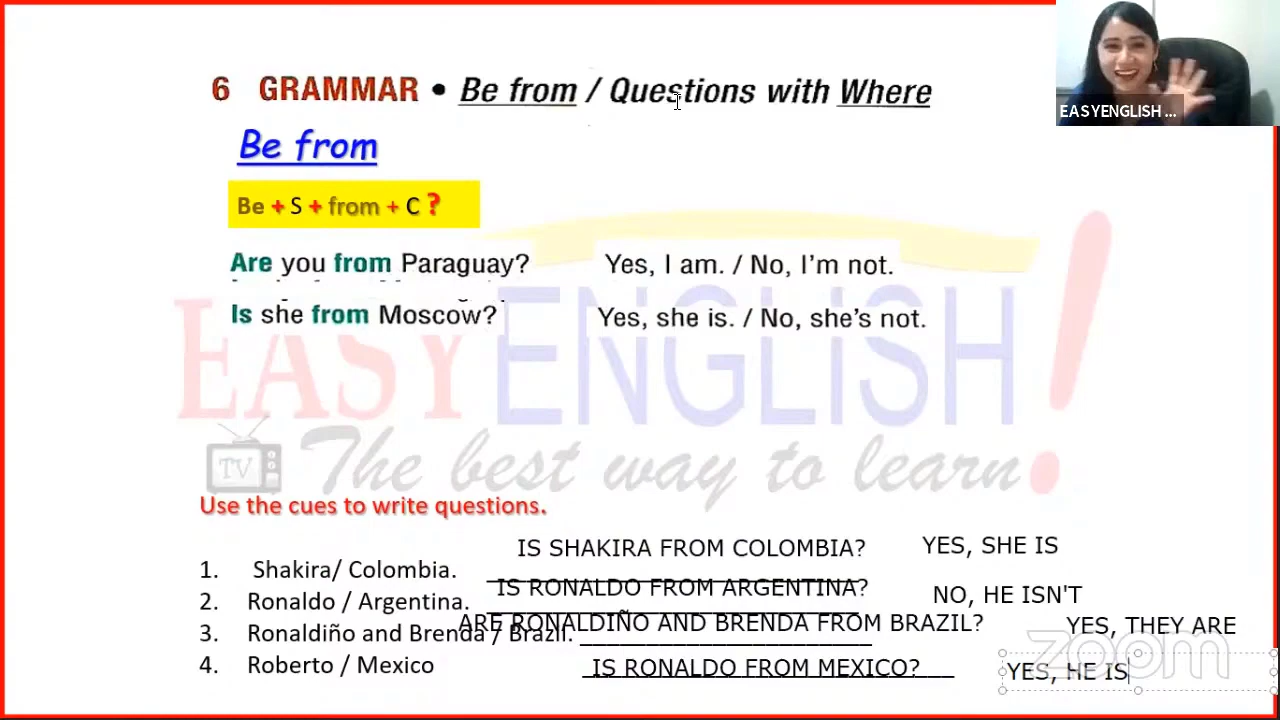 6 GRAMMAR • Be from / Questions with Where
EASYENGLISH ...
Be from
Be + S + from + C ?
Are you from Paraguay? Yes, I am. / No, I'm not.
Is she from Moscow? Yes, she is. / No, she's not.
EASYENGLISH!
TV The best way to learn
Use the cues to write questions.
1. Shakira/ Colombia. IS SHAKIRA FROM COLOMBIA? YES, SHE IS
2. Ronaldo / Argentina. IS RONALDO FROM ARGENTINA? NO, HE ISN'T
3. Ronaldiño and Brenda / Brazil. ARE RONALDIÑO AND BRENDA FROM BRAZIL? YES, THEY ARE
4. Roberto / Mexico IS RONALDO FROM MEXICO? YES, HE IS
zoom